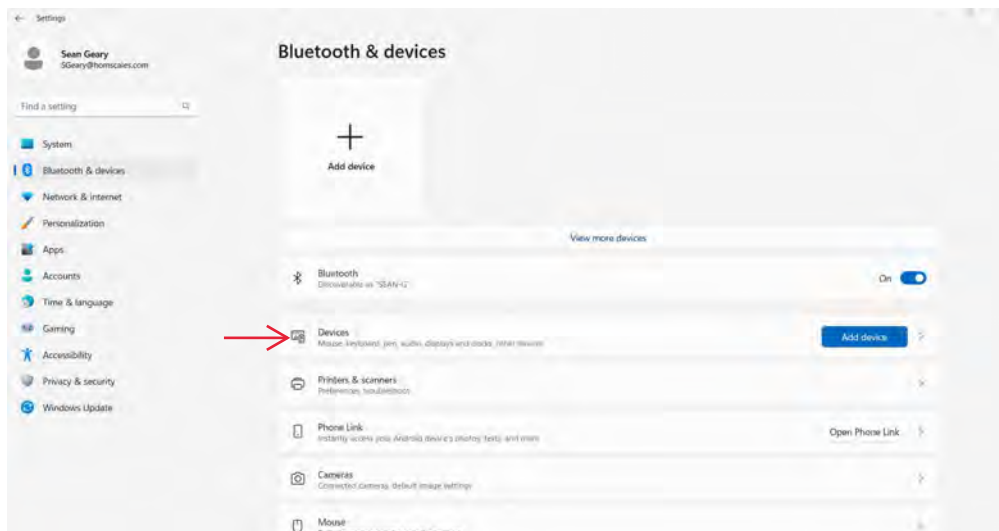 Settings
Sean Geary
SGeary@hornscales.com
Find a setting
System
Bluetooth & devices
Network & internet
Personalization
Apps
Accounts
Time & language
Gaming
Accessibility
Privacy & security
Windows Update
Bluetooth & devices
Add device
View more devices
Bluetooth
Discoverable as
On
Devices
Mouse, keyboard, pen, audio, displays and docks, other devices
Add device
Printers & scanners
Preferences, troubleshoot
Phone Link
Instantly access your Android device's photos, texts, and more
Open Phone Link
Cameras
Connected cameras, default image settings
Mouse